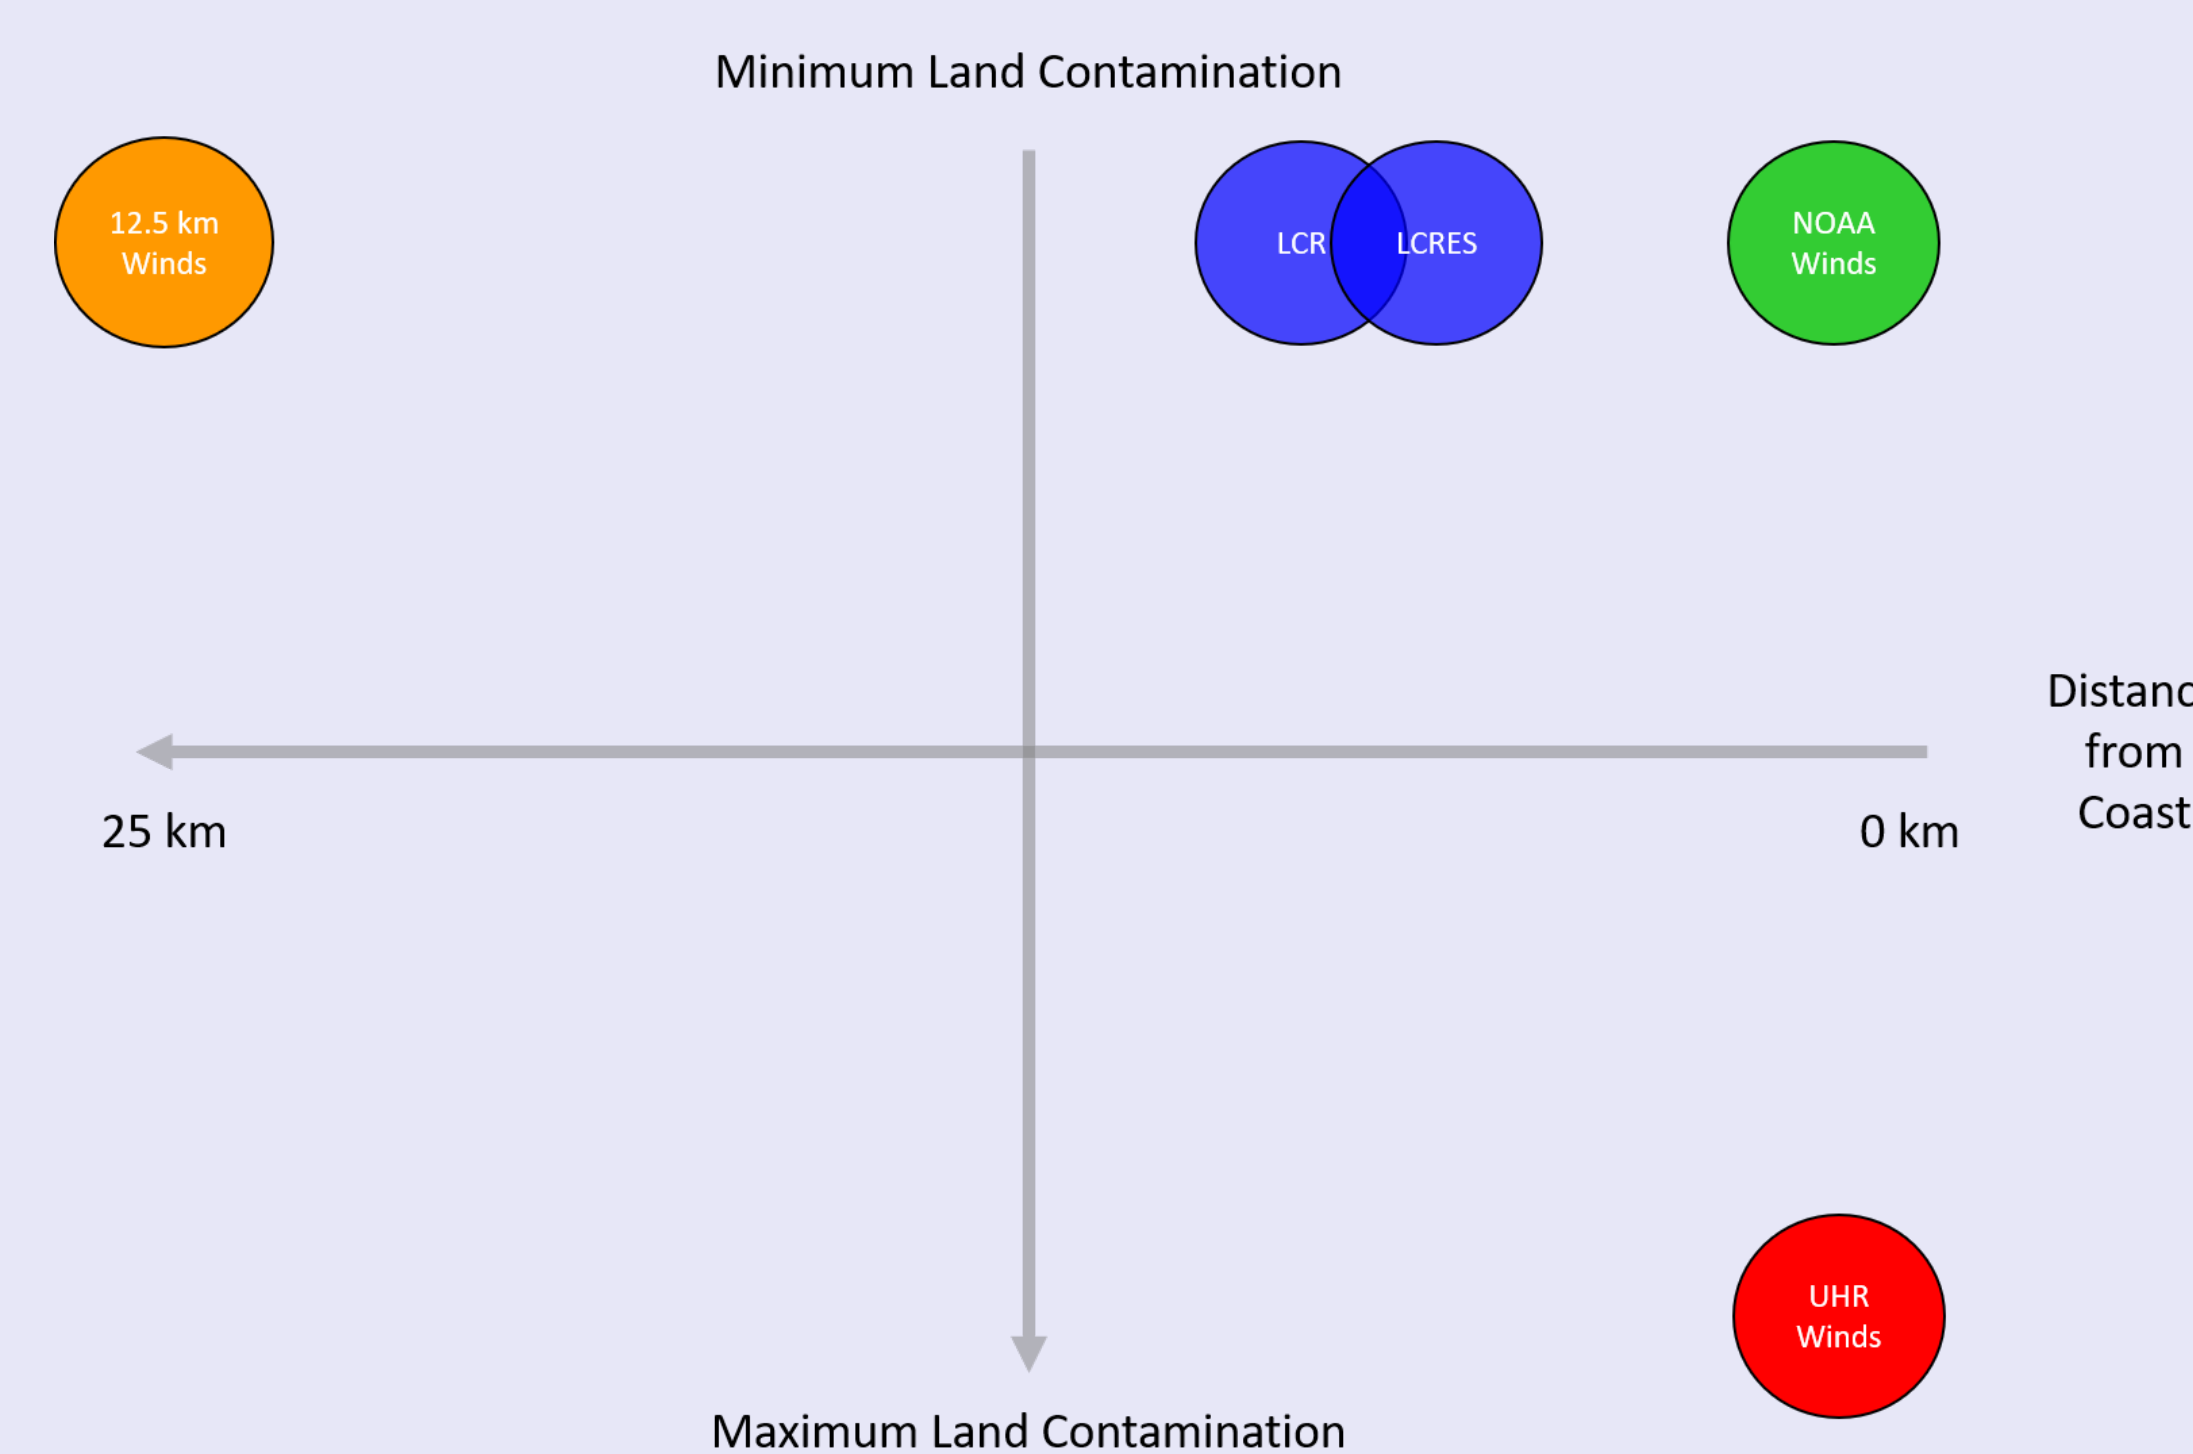 Minimum Land Contamination
12.5 km
Winds
LCR
LCRES
NOAA
Winds
Distanc
from
Coast
25 km
0 km
UHR
Winds
Maximum Land Contamination